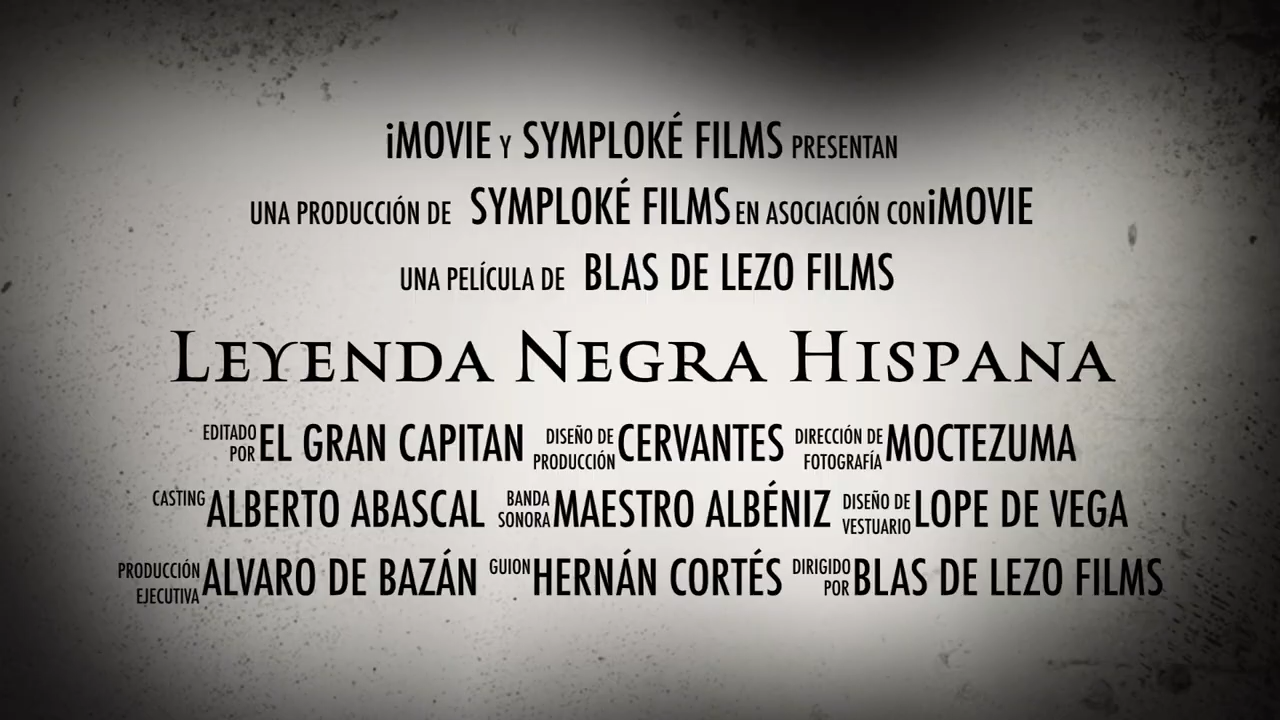 iMOVIE Y SYMPLOKÉ FILMS PRESENTAN
UNA PRODUCCIÓN DE SYMPLOKÉ FILMS EN ASOCIACIÓN CON iMOVIE
UNA PELÍCULA DE BLAS DE LEZO FILMS
LEYENDA NEGRA HISPANA
EDITADO POR EL GRAN CAPITAN DISEÑO DE PRODUCCIÓN CERVANTES DIRECCIÓN DE FOTOGRAFÍA MOCTEZUMA
CASTING ALBERTO ABASCAL BANDA SONORA MAESTRO ALBÉNIZ DISEÑO DE VESTUARIO LOPE DE VEGA
PRODUCCIÓN EJECUTIVA ALVARO DE BAZÁN GUION HERNÁN CORTÉS DIRIGIDO POR BLAS DE LEZO FILMS